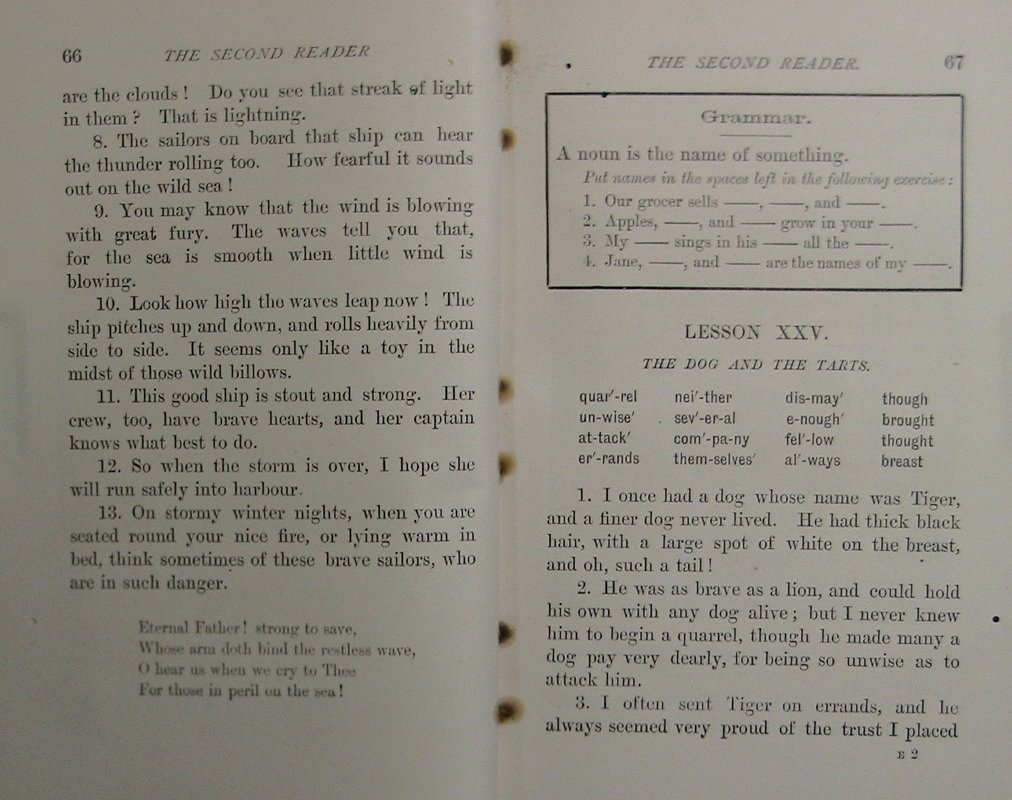 66 THE SECOND READER
are the clouds ! Do you see that streak of light
in them ? That is lightning.
8. The sailors on board that ship can hear
the thunder rolling too. How fearful it sounds
out on the wild sea !
9. You may know that the wind is blowing
with great fury. The waves tell you that,
for the sea is smooth when little wind is
blowing.
10. Look how high the waves leap now ! The
ship pitches up and down, and rolls heavily from
side to side. It seems only like a toy in the
midst of those wild billows.
11. This good ship is stout and strong. Her
crew, too, have brave hearts, and her captain
knows what best to do.
12. So when the storm is over, I hope she
will run safely into harbour.
13. On stormy winter nights, when you are
seated round your nice fire, or lying warm in
bed, think sometimes of these brave sailors, who
are in such danger.
Eternal Father ! strong to save,
Whose arm doth bind the restless wave,
O hear us when we cry to Thee
For those in peril on the sea !
THE SECOND READER. 67
Grammar.
A noun is the name of something.
Put names in the spaces left in the following exercise :
1. Our grocer sells ——, ——, and ——.
2. Apples, ——, and —— grow in your ——.
3. My —— sings in his —— all the ——.
4. Jane, ——, and —— are the names of my ——.
LESSON XXV.
THE DOG AND THE TARTS.
quar′-rel nei′-ther dis-may′ though
un-wise′ sev′-er-al e-nough′ brought
at-tack′ com′-pa-ny fel′-low thought
er′-rands them-selves′ al′-ways breast
1. I once had a dog whose name was Tiger,
and a finer dog never lived. He had thick black
hair, with a large spot of white on the breast,
and oh, such a tail !
2. He was as brave as a lion, and could hold
his own with any dog alive ; but I never knew
him to begin a quarrel, though he made many a
dog pay very dearly, for being so unwise as to
attack him.
3. I often sent Tiger on errands, and he
always seemed very proud of the trust I placed
E 2